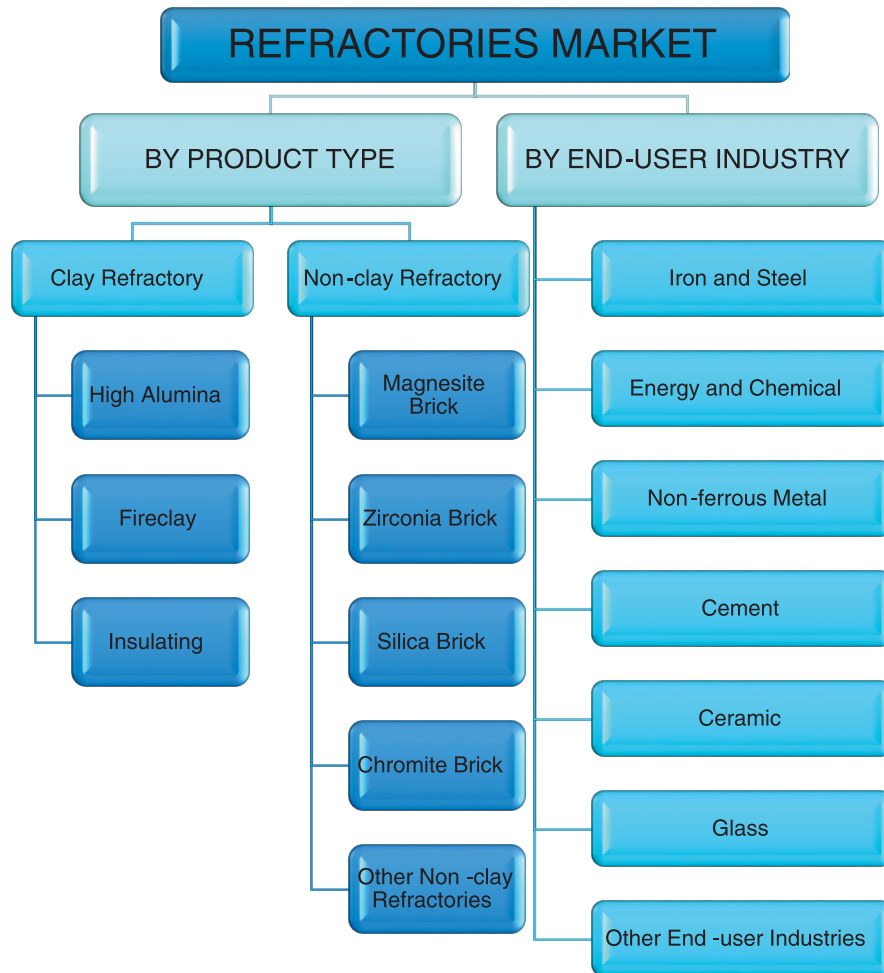 REFRACTORIES MARKET
BY PRODUCT TYPE
BY END-USER INDUSTRY
Clay Refractory
High Alumina
Fireclay
Insulating
Non-clay Refractory
Magnesite
Brick
Zirconia Brick
Silica Brick
Chromite Brick
Other Non -clay
Refractories
Iron and Steel
Energy and Chemical
Non-ferrous Metal
Cement
Ceramic
Glass
Other End -user Industries